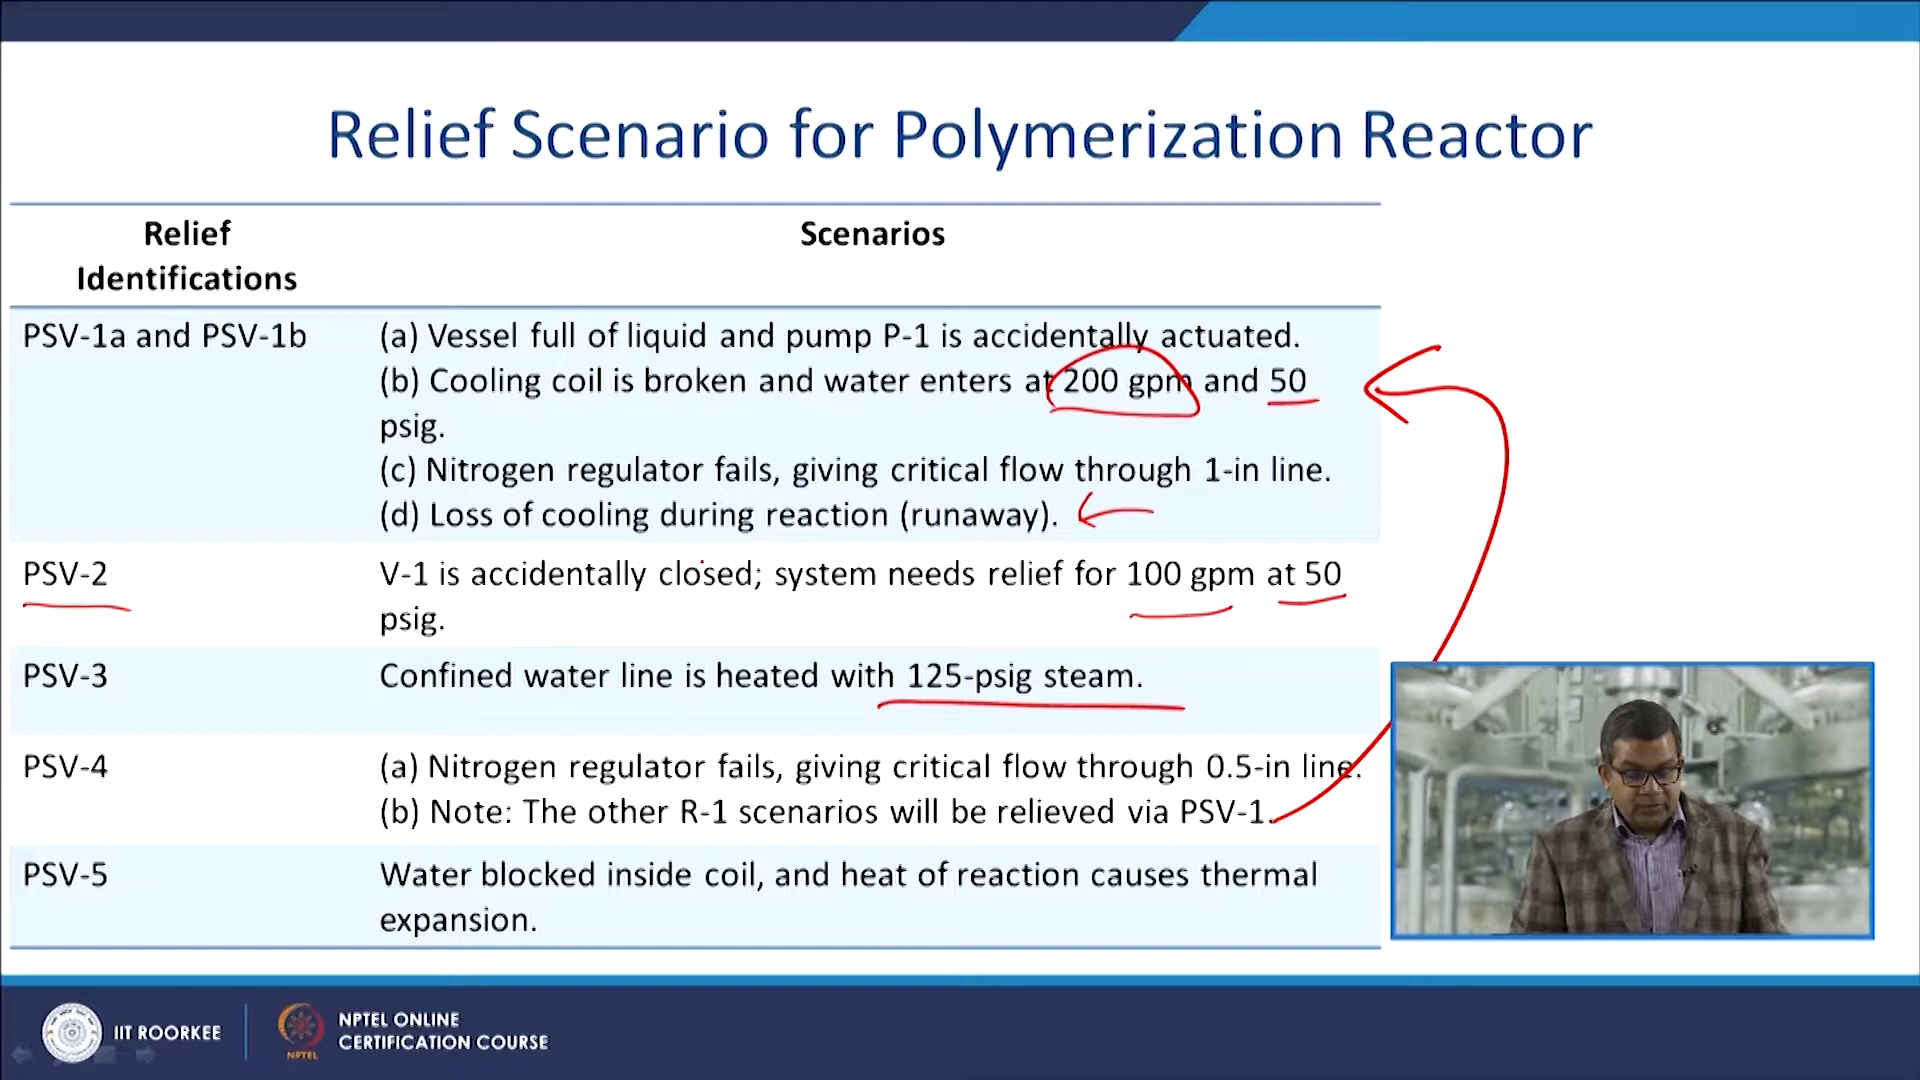 Relief Scenario for Polymerization Reactor
Relief
Identifications
Scenarios
PSV-1a and PSV-1b
(a) Vessel full of liquid and pump P-1 is accidentally actuated.
(b) Cooling coil is broken and water enters at 200 gpm and 50
psig.
(c) Nitrogen regulator fails, giving critical flow through 1-in line.
(d) Loss of cooling during reaction (runaway).
PSV-2
V-1 is accidentally closed; system needs relief for 100 gpm at 50
psig.
PSV-3
Confined water line is heated with 125-psig steam.
PSV-4
(a) Nitrogen regulator fails, giving critical flow through 0.5-in line.
(b) Note: The other R-1 scenarios will be relieved via PSV-1.
PSV-5
Water blocked inside coil, and heat of reaction causes thermal
expansion.
IIT ROORKEE
NPTEL
NPTEL ONLINE
CERTIFICATION COURSE